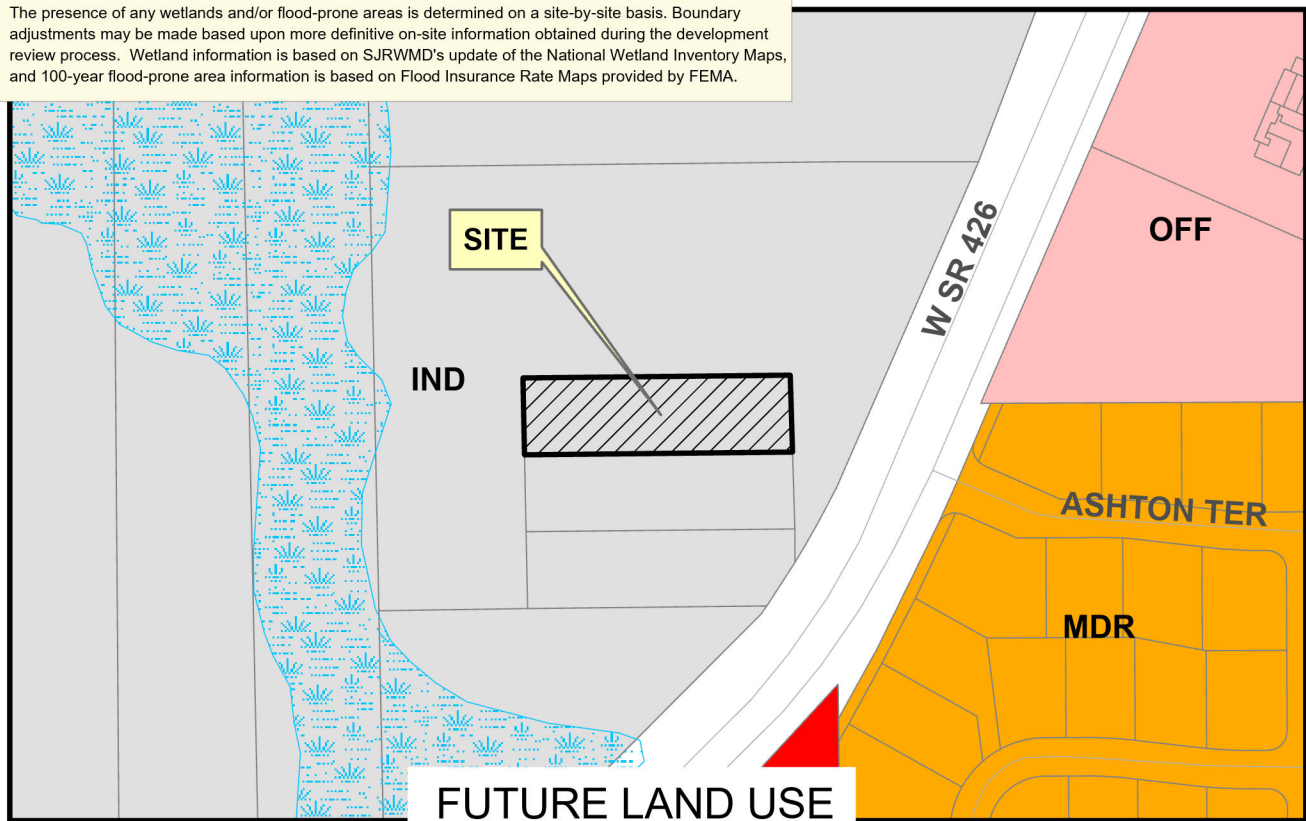 The presence of any wetlands and/or flood-prone areas is determined on a site-by-site basis. Boundary
adjustments may be made based upon more definitive on-site information obtained during the development
review process.  Wetland information is based on SJRWMD's update of the National Wetland Inventory Maps,
and 100-year flood-prone area information is based on Flood Insurance Rate Maps provided by FEMA.
SITE
W SR 426
OFF
IND
ASHTON TER
MDR
FUTURE LAND USE